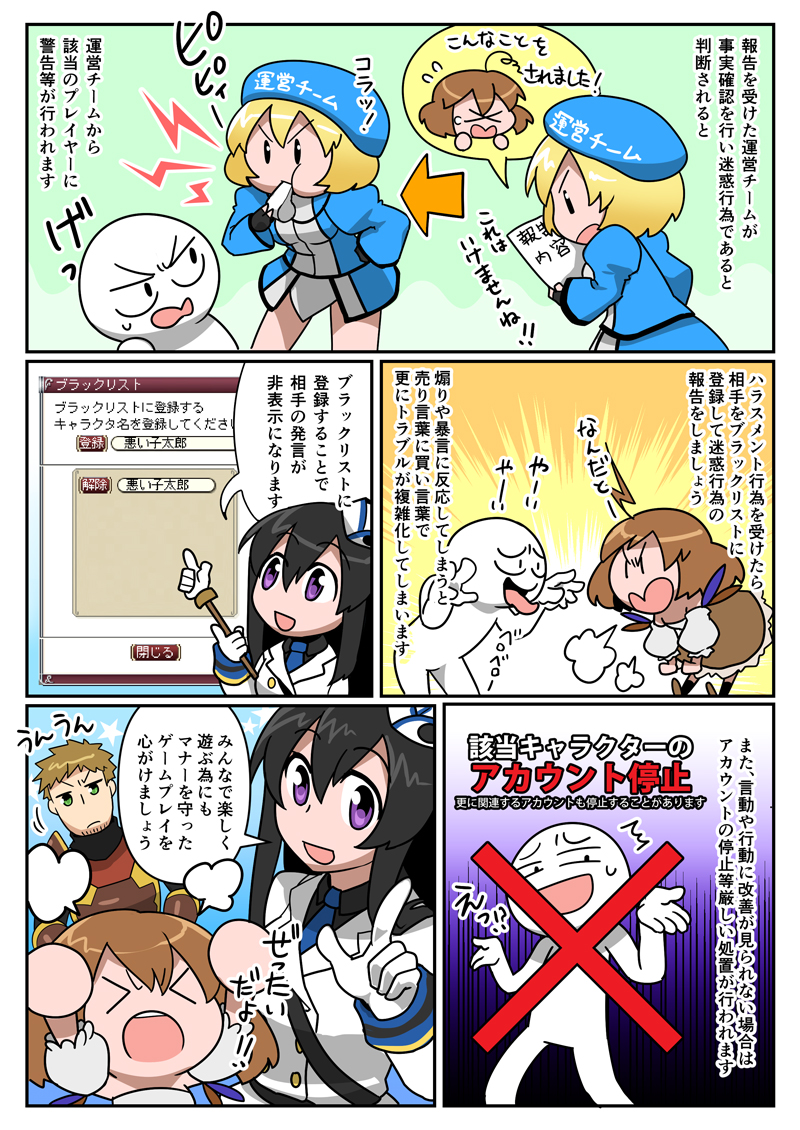 報告を受けた運営チームが
事実確認を行い迷惑行為であると
判断されると
こんなことを
されました！
運営チーム
報告
内容
これは
いけませんね！！
コラッ！
運営チーム
ピピィー
げっ
運営チームから
該当のプレイヤーに
警告等が行われます
ハラスメント行為を受けたら
相手をブラックリストに
登録して迷惑行為の
報告をしましょう
なんだとー
やーい
やーい
ベロベロ
煽りや暴言に反応してしまうと
売り言葉に買い言葉で
更にトラブルが複雑化してしまいます
ブラックリストに
登録することで
相手の発言が
非表示になります
ブラックリスト
ブラックリストに登録する
キャラクタ名を登録してくださ
登録
悪い子太郎
解除
悪い子太郎
閉じる
また、言動や行動に改善が見られない場合は
アカウントの停止等厳しい処置が行われます
該当キャラクターの
アカウント停止
更に関連するアカウントも停止することがあります
えっ!?
みんなで楽しく
遊ぶ為にも
マナーを守った
ゲームプレイを
心がけましょう
うんうん
ぜったい
だよっ!!